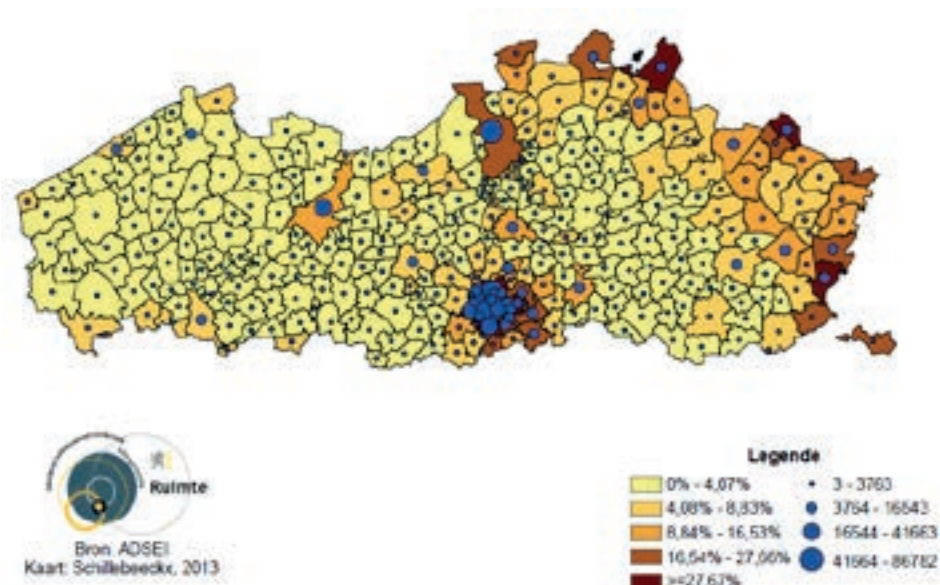 Ruimte
Bron: ADSEI
Kaart: Schillebeeckx, 2013
Legende
0% - 4,07%
4,08% - 8,83%
8,84% - 16,53%
16,54% - 27,66%
>=27,67%
3 - 3763
3764 - 16543
16544 - 41663
41664 - 86782